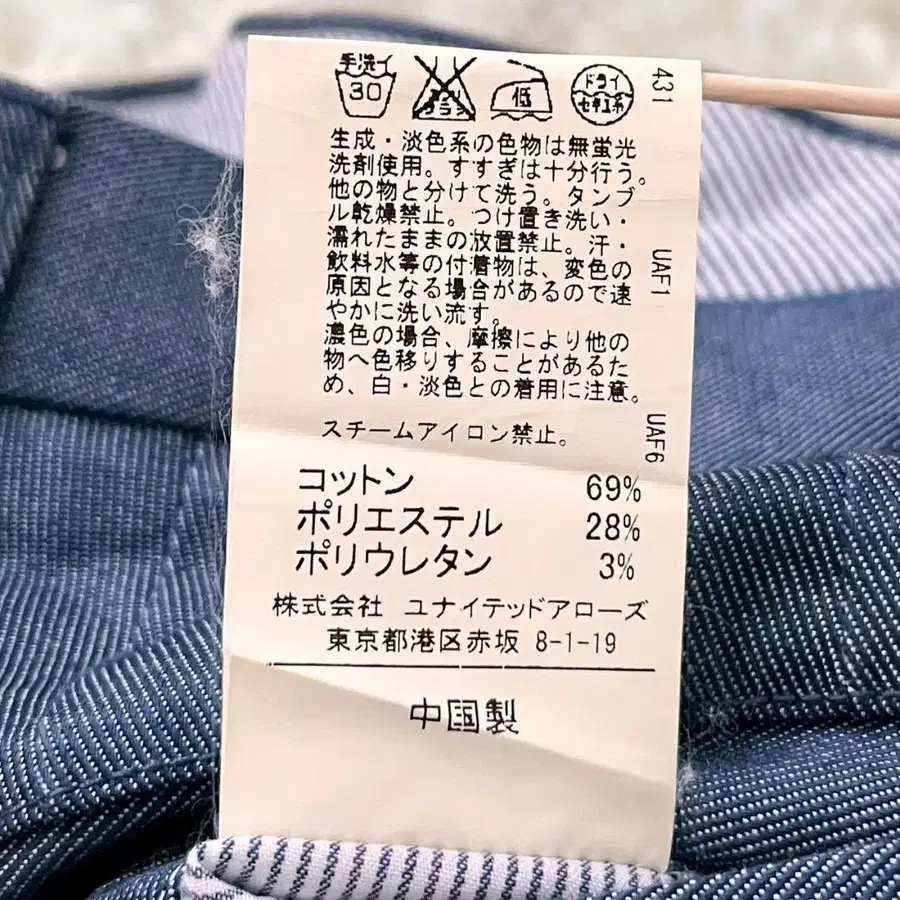 手洗イ
30
エンソサラシ
低
ドライ
セキユ系
431
生成・淡色系の色物は無蛍光
洗剤使用。すすぎは十分行う。
他の物と分けて洗う。タンブ
ル乾燥禁止。つけ置き洗い・
濡れたままの放置禁止。汗・
飲料水等の付着物は、変色の
原因となる場合があるので速
やかに洗い流す。
濃色の場合、摩擦により他の
物へ色移りすることがあるた
め、白・淡色との着用に注意。
UAF1
スチームアイロン禁止。
UAF6
コットン 69%
ポリエステル 28%
ポリウレタン 3%
株式会社 ユナイテッドアローズ
東京都港区赤坂 8-1-19
中国製